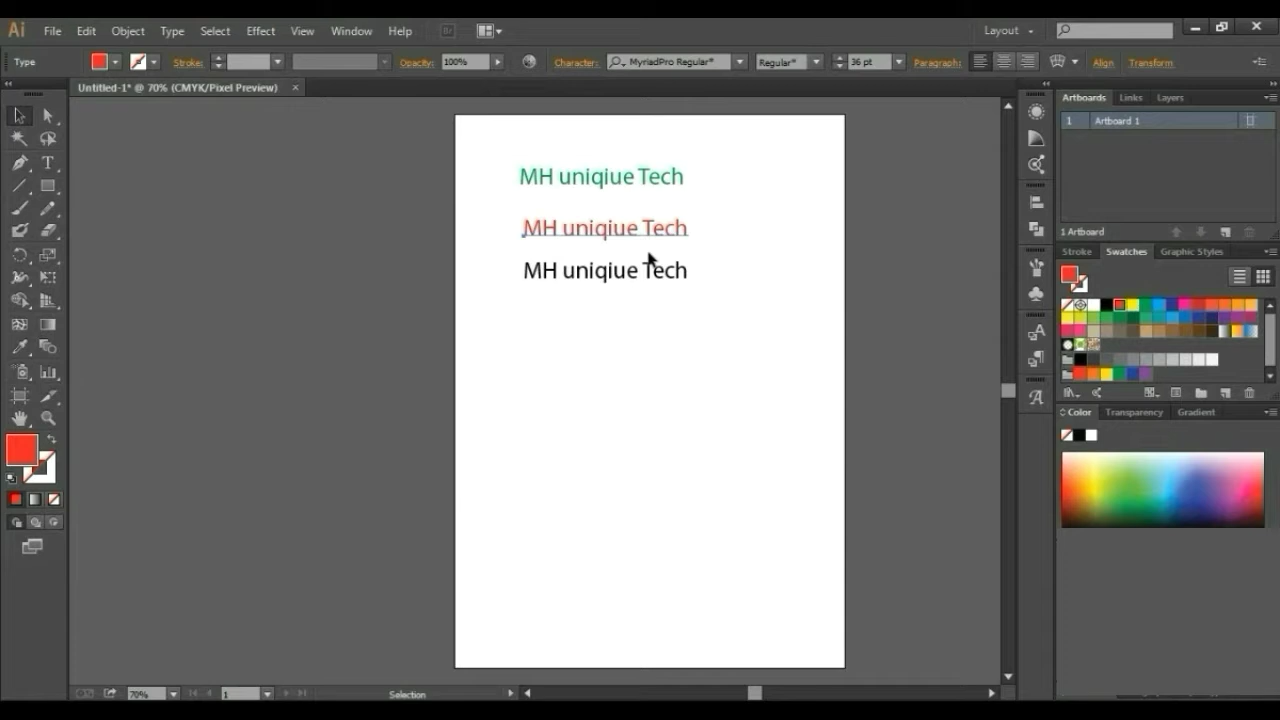 Ai File Edit Object Type Select Effect View Window Help Layout
Type Stroke: Opacity: 100% Character: MyriadPro Regular* Regular* 36 pt Paragraph: Align Transform
Untitled-1* @ 70% (CMYK/Pixel Preview) ×
Artboards Links Layers
1 Artboard 1
MH uniqiue Tech
MH uniqiue Tech
MH uniqiue Tech
1 Artboard
Stroke Swatches Graphic Styles
Color Transparency Gradient
70% 1 Selection